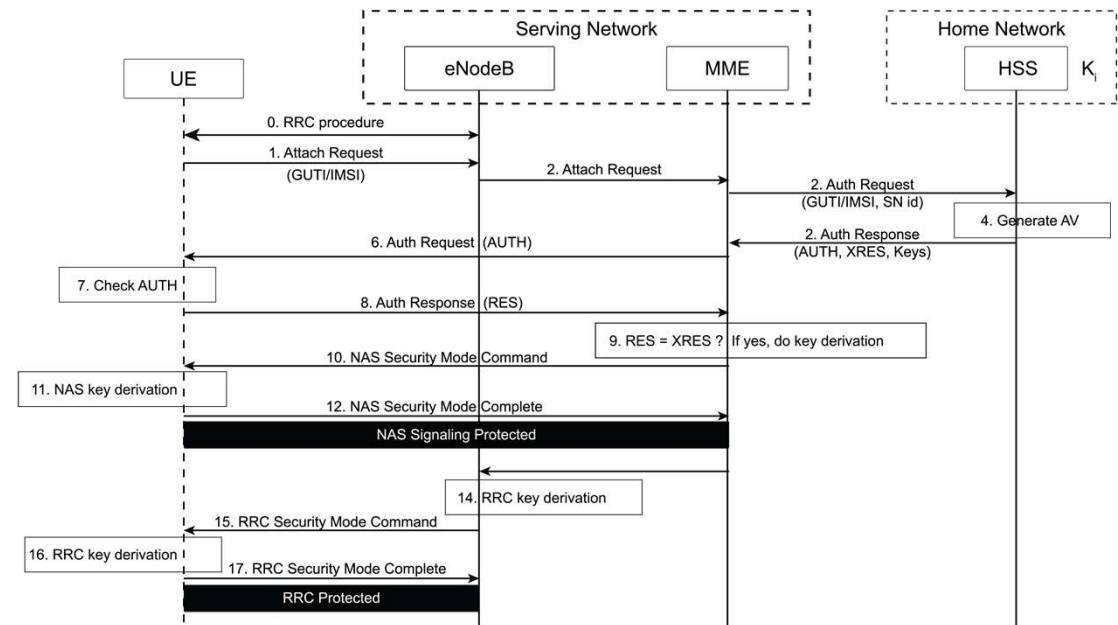 Serving Network
Home Network
UE
eNodeB
MME
HSS
Ki
0. RRC procedure
1. Attach Request
(GUTI/IMSI)
2. Attach Request
2. Auth Request
(GUTI/IMSI, SN id)
4. Generate AV
2. Auth Response
(AUTH, XRES, Keys)
6. Auth Request (AUTH)
7. Check AUTH
8. Auth Response (RES)
9. RES = XRES ? If yes, do key derivation
10. NAS Security Mode Command
11. NAS key derivation
12. NAS Security Mode Complete
NAS Signaling Protected
14. RRC key derivation
15. RRC Security Mode Command
16. RRC key derivation
17. RRC Security Mode Complete
RRC Protected